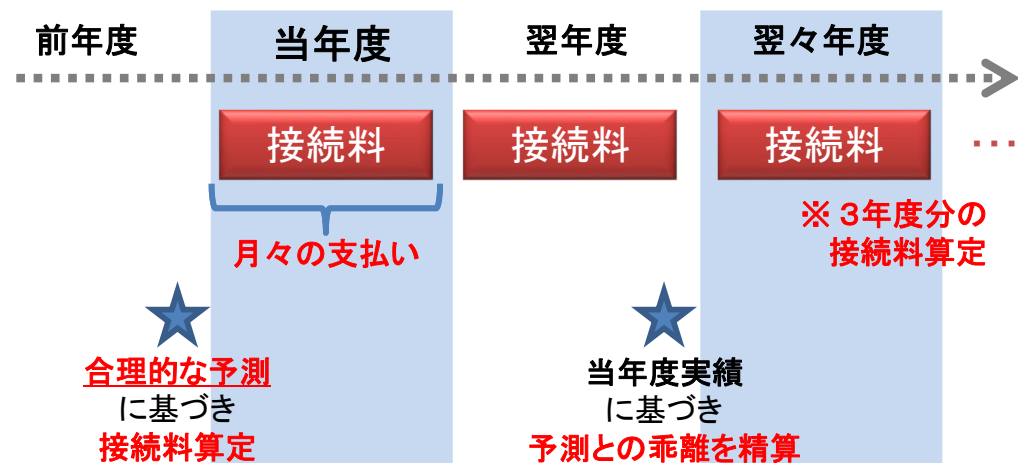 前年度
当年度
翌年度
翌々年度
接続料
接続料
接続料
…
月々の支払い
※３年度分の
接続料算定
合理的な予測
に基づき
接続料算定
当年度実績
に基づき
予測との乖離を精算